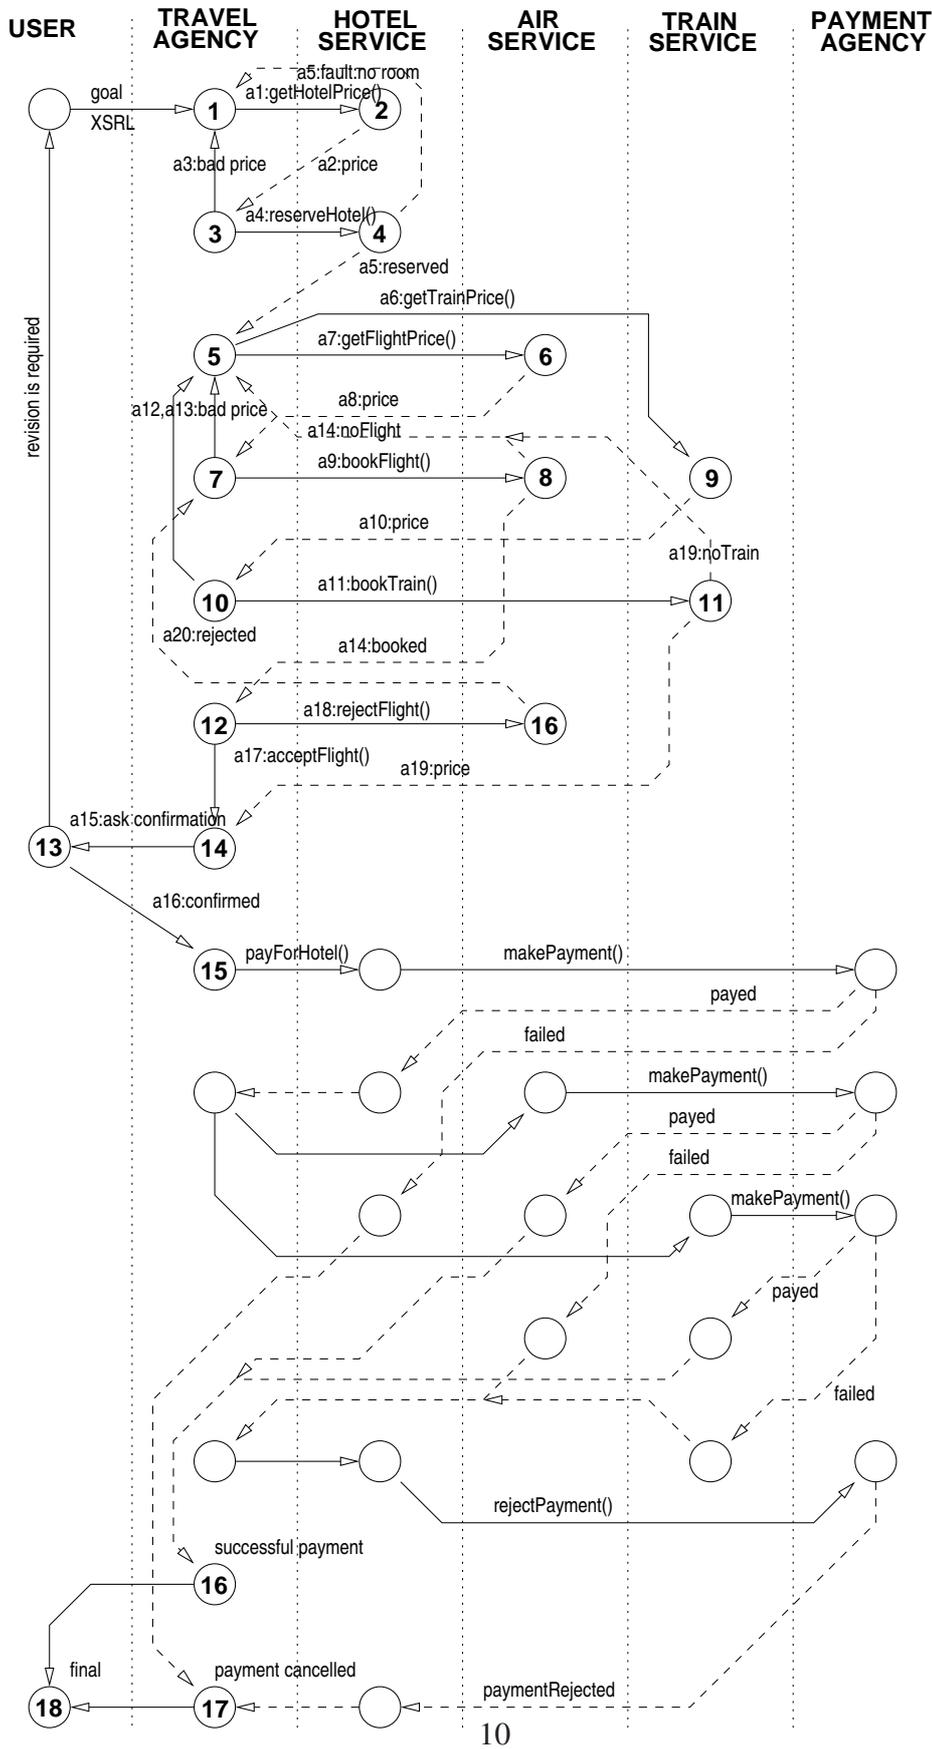 USER
TRAVEL
AGENCY
HOTEL
SERVICE
AIR
SERVICE
TRAIN
SERVICE
PAYMENT
AGENCY
a5:fault:no room
goal
a1:getHotelPrice()
1
2
XSRL
a3:bad price
a2:price
a4:reserveHotel()
3
4
a5:reserved
a6:getTrainPrice()
revision is required
a7:getFlightPrice()
5
6
a8:price
a12,a13:bad price
a14:noFlight
a9:bookFlight()
7
8
9
a10:price
a19:noTrain
a11:bookTrain()
10
11
a20:rejected
a14:booked
a18:rejectFlight()
12
16
a17:acceptFlight()
a19:price
a15:ask confirmation
13
14
a16:confirmed
payForHotel()
makePayment()
15
payed
failed
makePayment()
payed
failed
makePayment()
payed
failed
rejectPayment()
successful payment
16
final
payment cancelled
paymentRejected
18
17
10